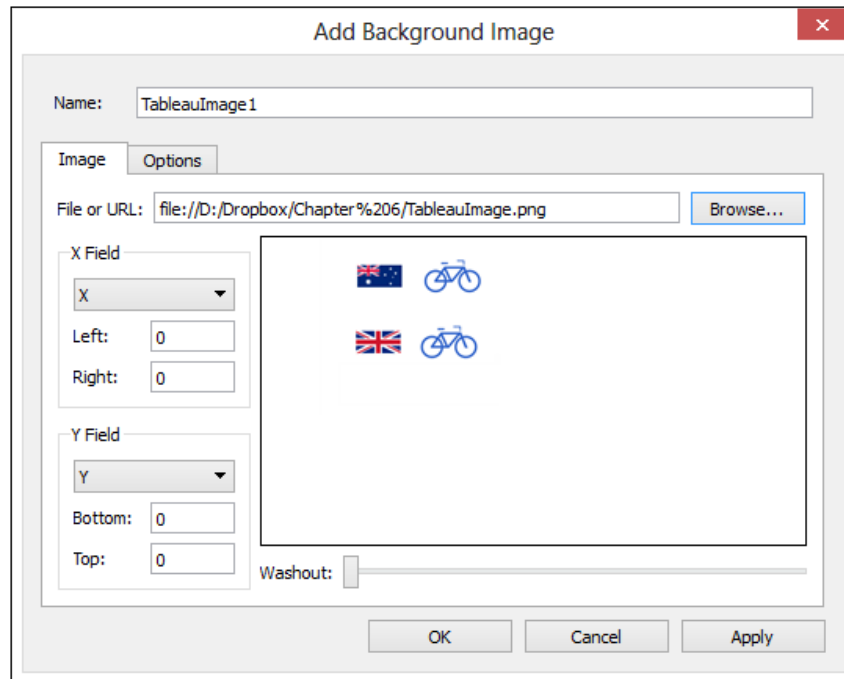 Add Background Image
Name: TableauImage1
Image Options
File or URL: file://D:/Dropbox/Chapter%206/TableauImage.png Browse...
X Field
X
Left: 0
Right: 0
Y Field
Y
Bottom: 0
Top: 0
Washout:
OK Cancel Apply